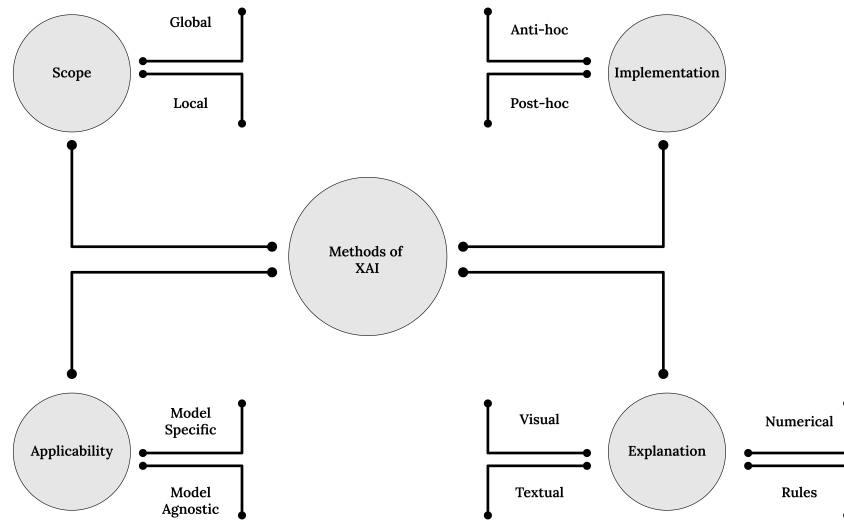 Global
Anti-hoc
Scope
Implementation
Local
Post-hoc
Methods of
XAI
Model
Specific
Visual
Numerical
Applicability
Explanation
Model
Agnostic
Textual
Rules